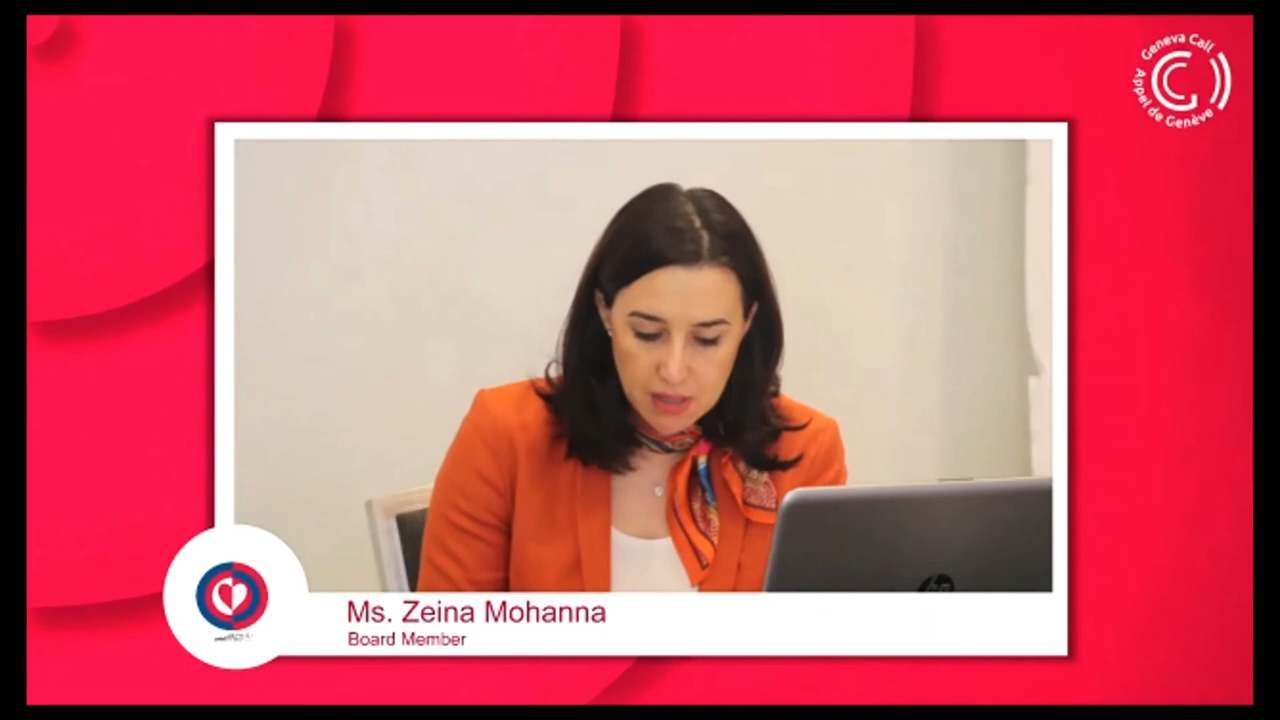 Geneva Call
Appel de Genève
Ms. Zeina Mohanna
Board Member